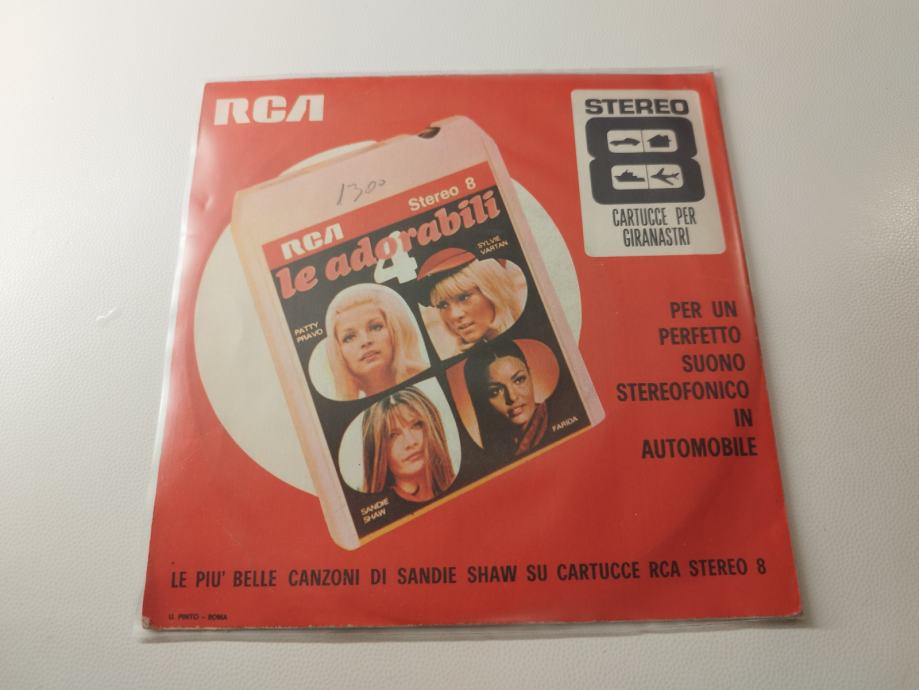 RCA
STEREO
8
CARTUCCE PER
GIRANASTRI
1300
Stereo 8
RCA
le adorabili
4
SYLVIE
VARTAN
PATTY
PRAVO
FARIDA
SANDIE
SHAW
PER UN
PERFETTO
SUONO
STEREOFONICO
IN
AUTOMOBILE
LE PIU' BELLE CANZONI DI SANDIE SHAW SU CARTUCCE RCA STEREO 8
U. PINTO - ROMA